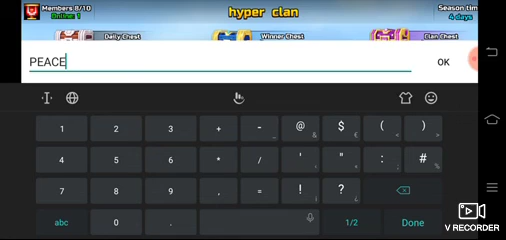 Members 8/10
Online 1
hyper clan
Season tim
4 days
Daily Chest
Winner Chest
Clan Chest
PEACE
OK
1 2 3 + - _ @ & $ € ( < ) >
4 5 6 * / ' " : ; # %
7 8 9 , = ! ?
abc 0 . 1/2 Done
V RECORDER